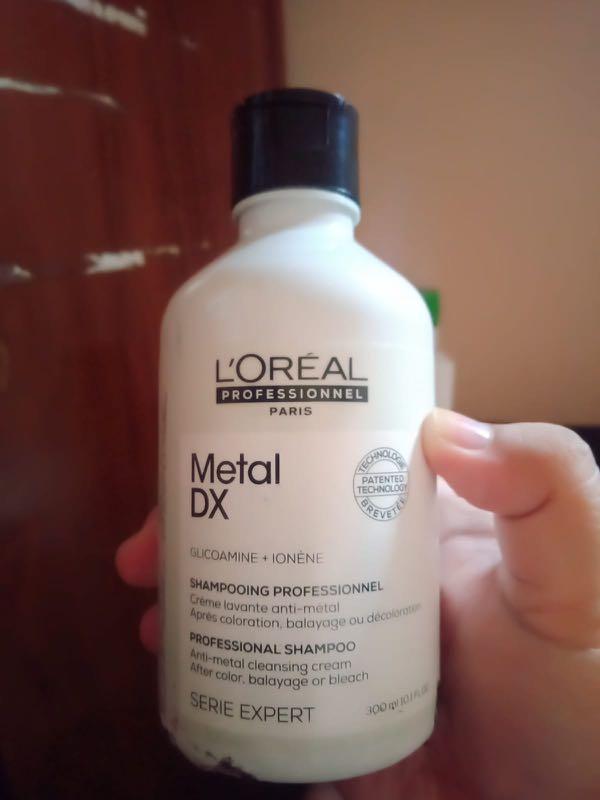 L'ORÉAL
PROFESSIONNEL
PARIS
Metal
DX
TECHNOLOGIE
PATENTED
TECHNOLOGY
BREVETÉE
GLICOAMINE + IONÈNE
SHAMPOOING PROFESSIONNEL
Crème lavante anti-métal
Après coloration, balayage ou décoloration
PROFESSIONAL SHAMPOO
Anti-metal cleansing cream
After color, balayage or bleach
SERIE EXPERT
300 ml 10.1 FL.OZ